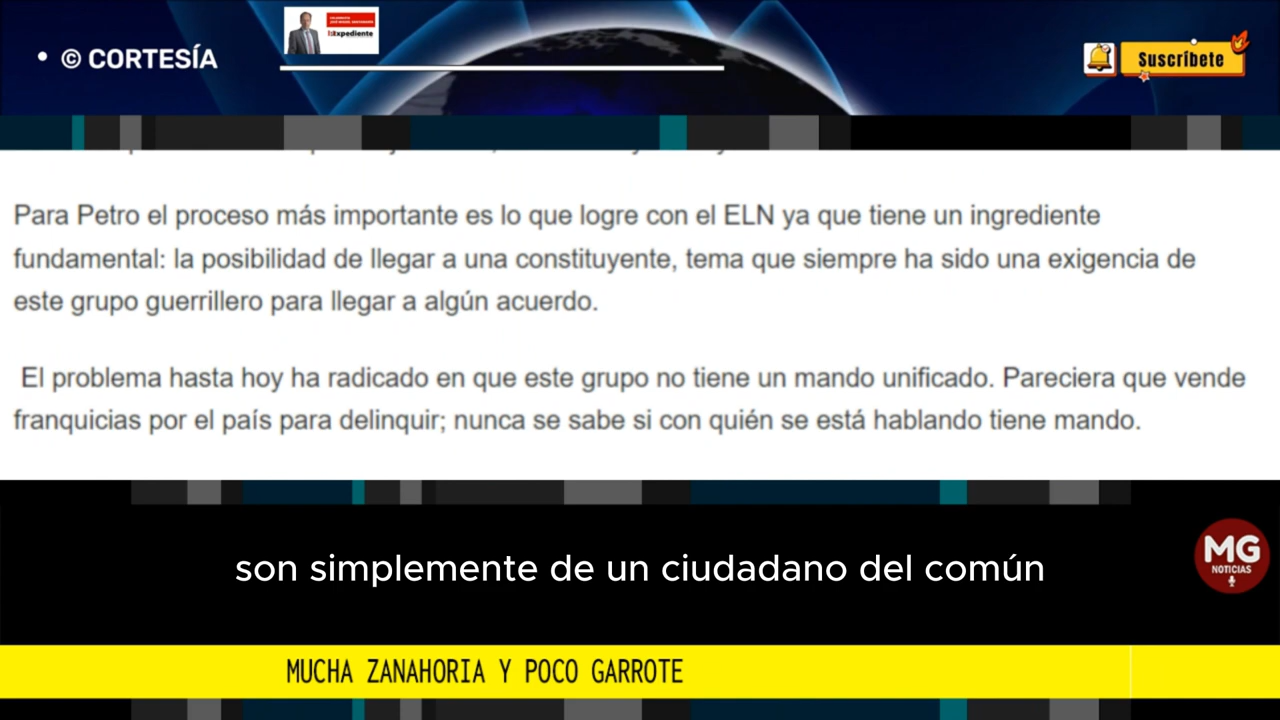 • © CORTESÍA
Expediente
Suscríbete
Para Petro el proceso más importante es lo que logre con el ELN ya que tiene un ingrediente
fundamental: la posibilidad de llegar a una constituyente, tema que siempre ha sido una exigencia de
este grupo guerrillero para llegar a algún acuerdo.
El problema hasta hoy ha radicado en que este grupo no tiene un mando unificado. Pareciera que vende
franquicias por el país para delinquir; nunca se sabe si con quién se está hablando tiene mando.
son simplemente de un ciudadano del común
MG
NOTICIAS
MUCHA ZANAHORIA Y POCO GARROTE